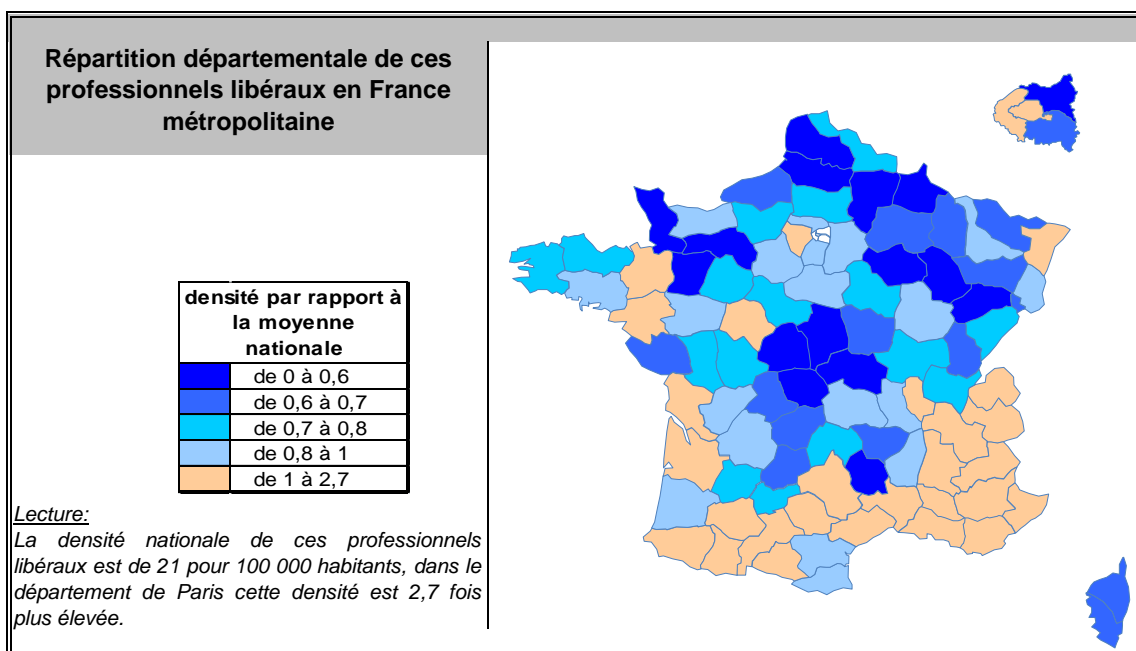 Répartition départementale de ces
professionnels libéraux en France
métropolitaine
densité par rapport à
la moyenne
nationale
de 0 à 0,6
de 0,6 à 0,7
de 0,7 à 0,8
de 0,8 à 1
de 1 à 2,7
Lecture:
La densité nationale de ces professionnels
libéraux est de 21 pour 100 000 habitants, dans le
département de Paris cette densité est 2,7 fois
plus élevée.